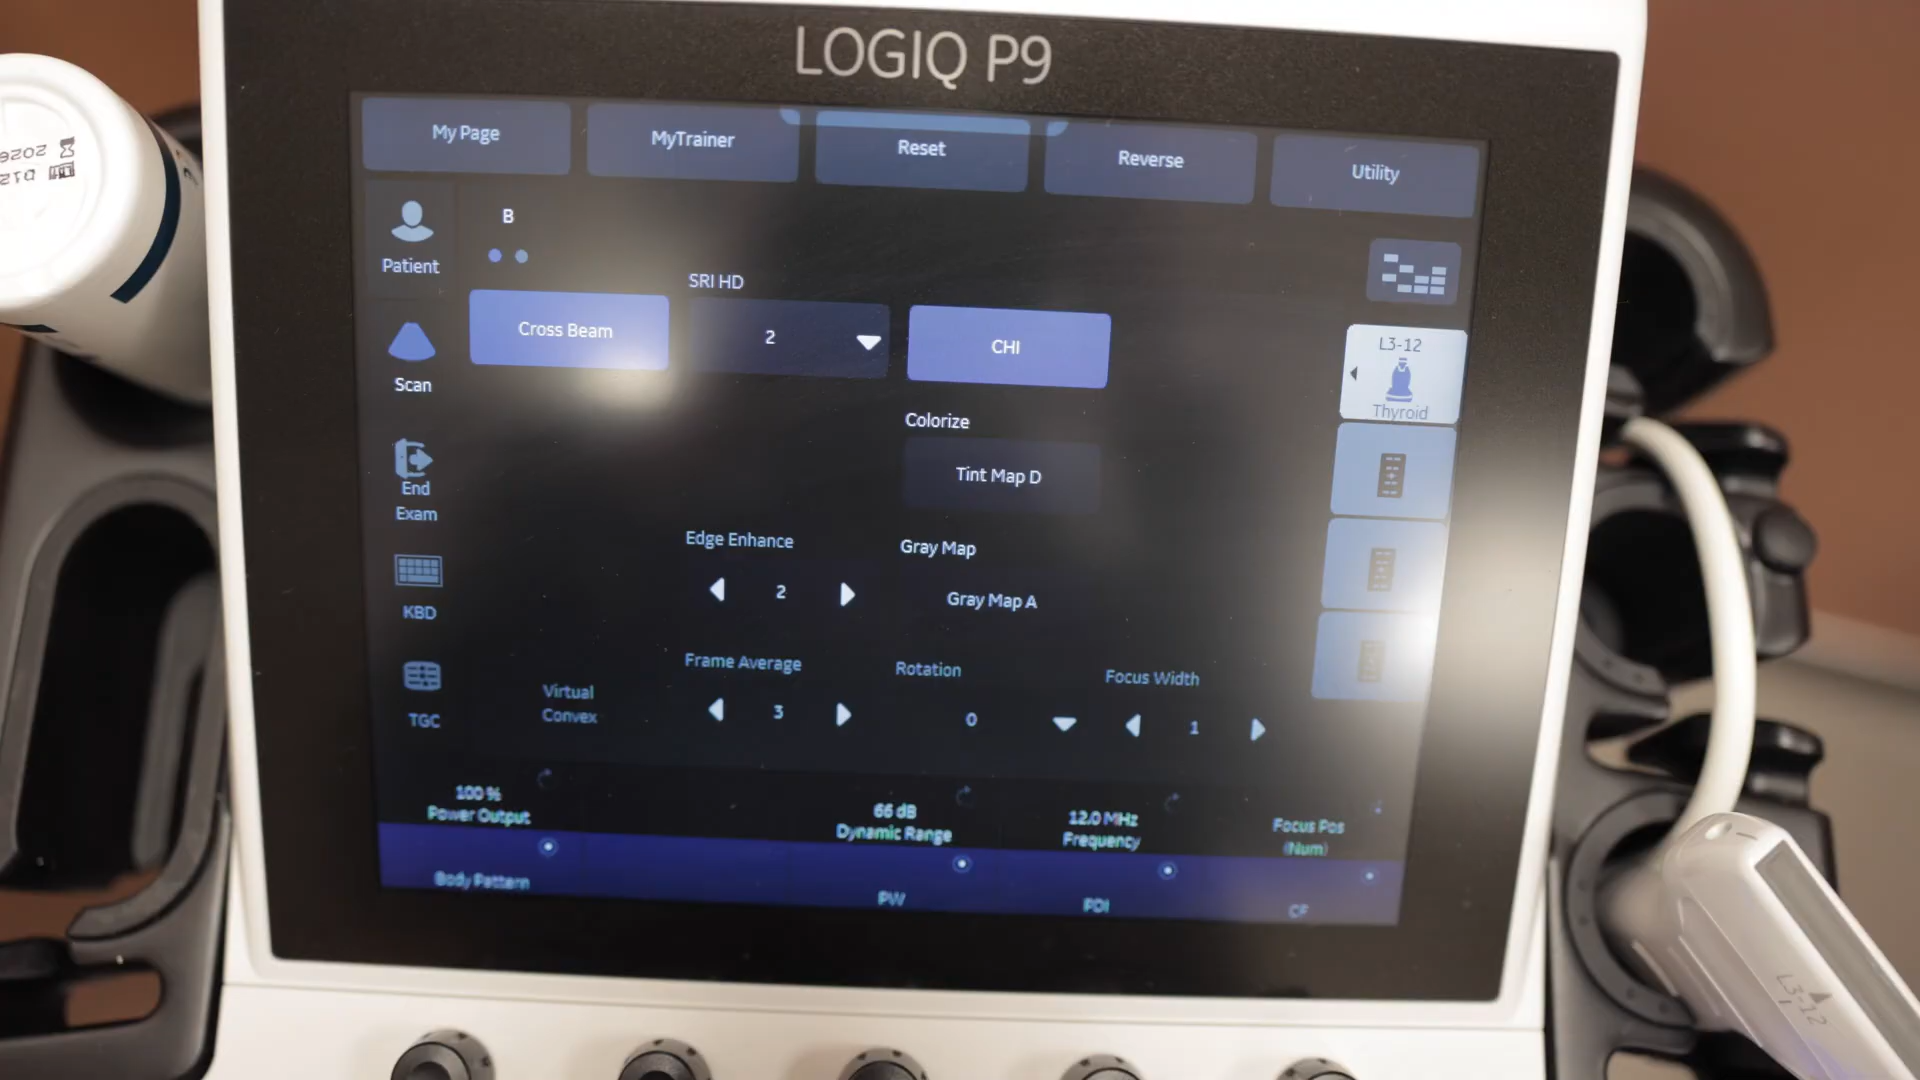 LOGIQ P9
My Page
MyTrainer
Reset
Reverse
Utility
Patient
B
SRI HD
Cross Beam
2
CHI
L3-12
Thyroid
Scan
Colorize
Tint Map D
End
Exam
Edge Enhance
2
Gray Map
Gray Map A
KBD
Virtual
Convex
Frame Average
3
Rotation
0
Focus Width
1
TGC
100 %
Power Output
66 dB
Dynamic Range
12.0 MHz
Frequency
Focus Pos
(Num)
Body Pattern
PW
PDI
CF
L3-12